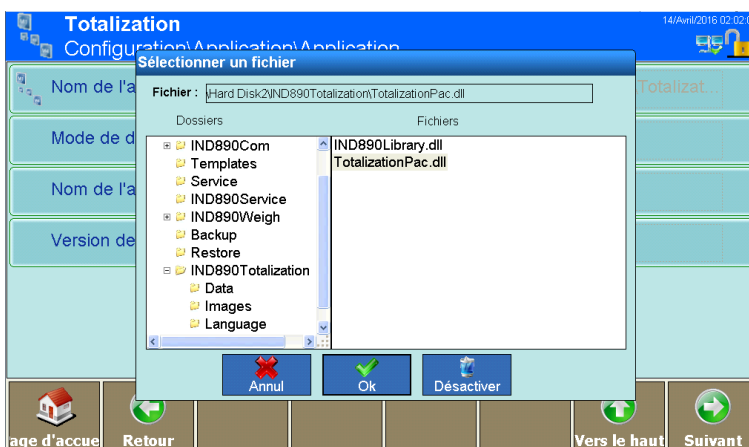 Totalization
14/Avril/2016 02:02:0
Configuration\Application\Application
Sélectionner un fichier
Nom de l'a
Totalizat...
Fichier : \Hard Disk2\IND890Totalization\TotalizationPac.dll
Dossiers
Fichiers
Mode de d
IND890Com
Templates
Service
IND890Service
IND890Weigh
Backup
Restore
IND890Totalization
Data
Images
Language
IND890Library.dll
TotalizationPac.dll
Nom de l'a
Version de
Annul
Ok
Désactiver
age d'accue
Retour
Vers le haut
Suivant